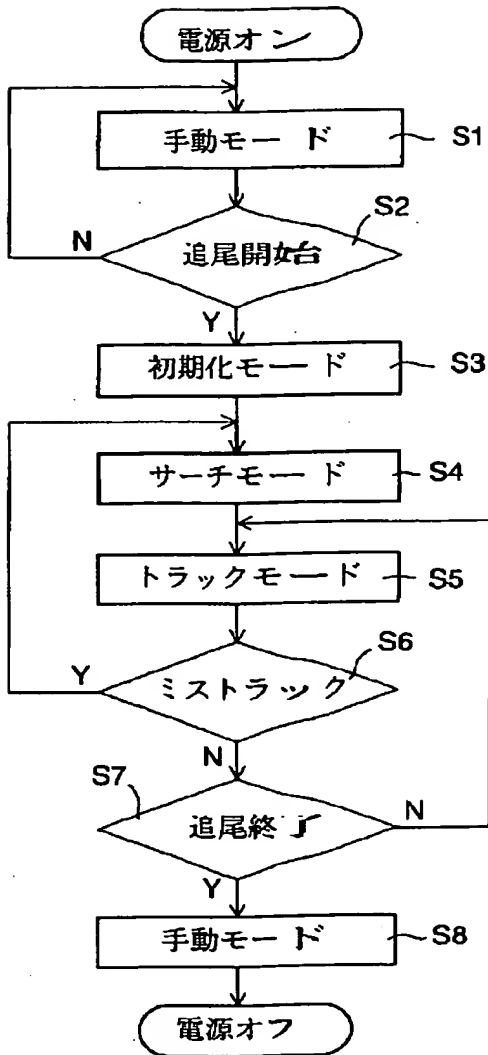 電源オン
手動モード S1
S2
N 追尾開始
Y
初期化モード S3
サーチモード S4
トラックモード S5
S6
Y ミストラック
N
S7
追尾終了 N
Y
手動モード S8
電源オフ